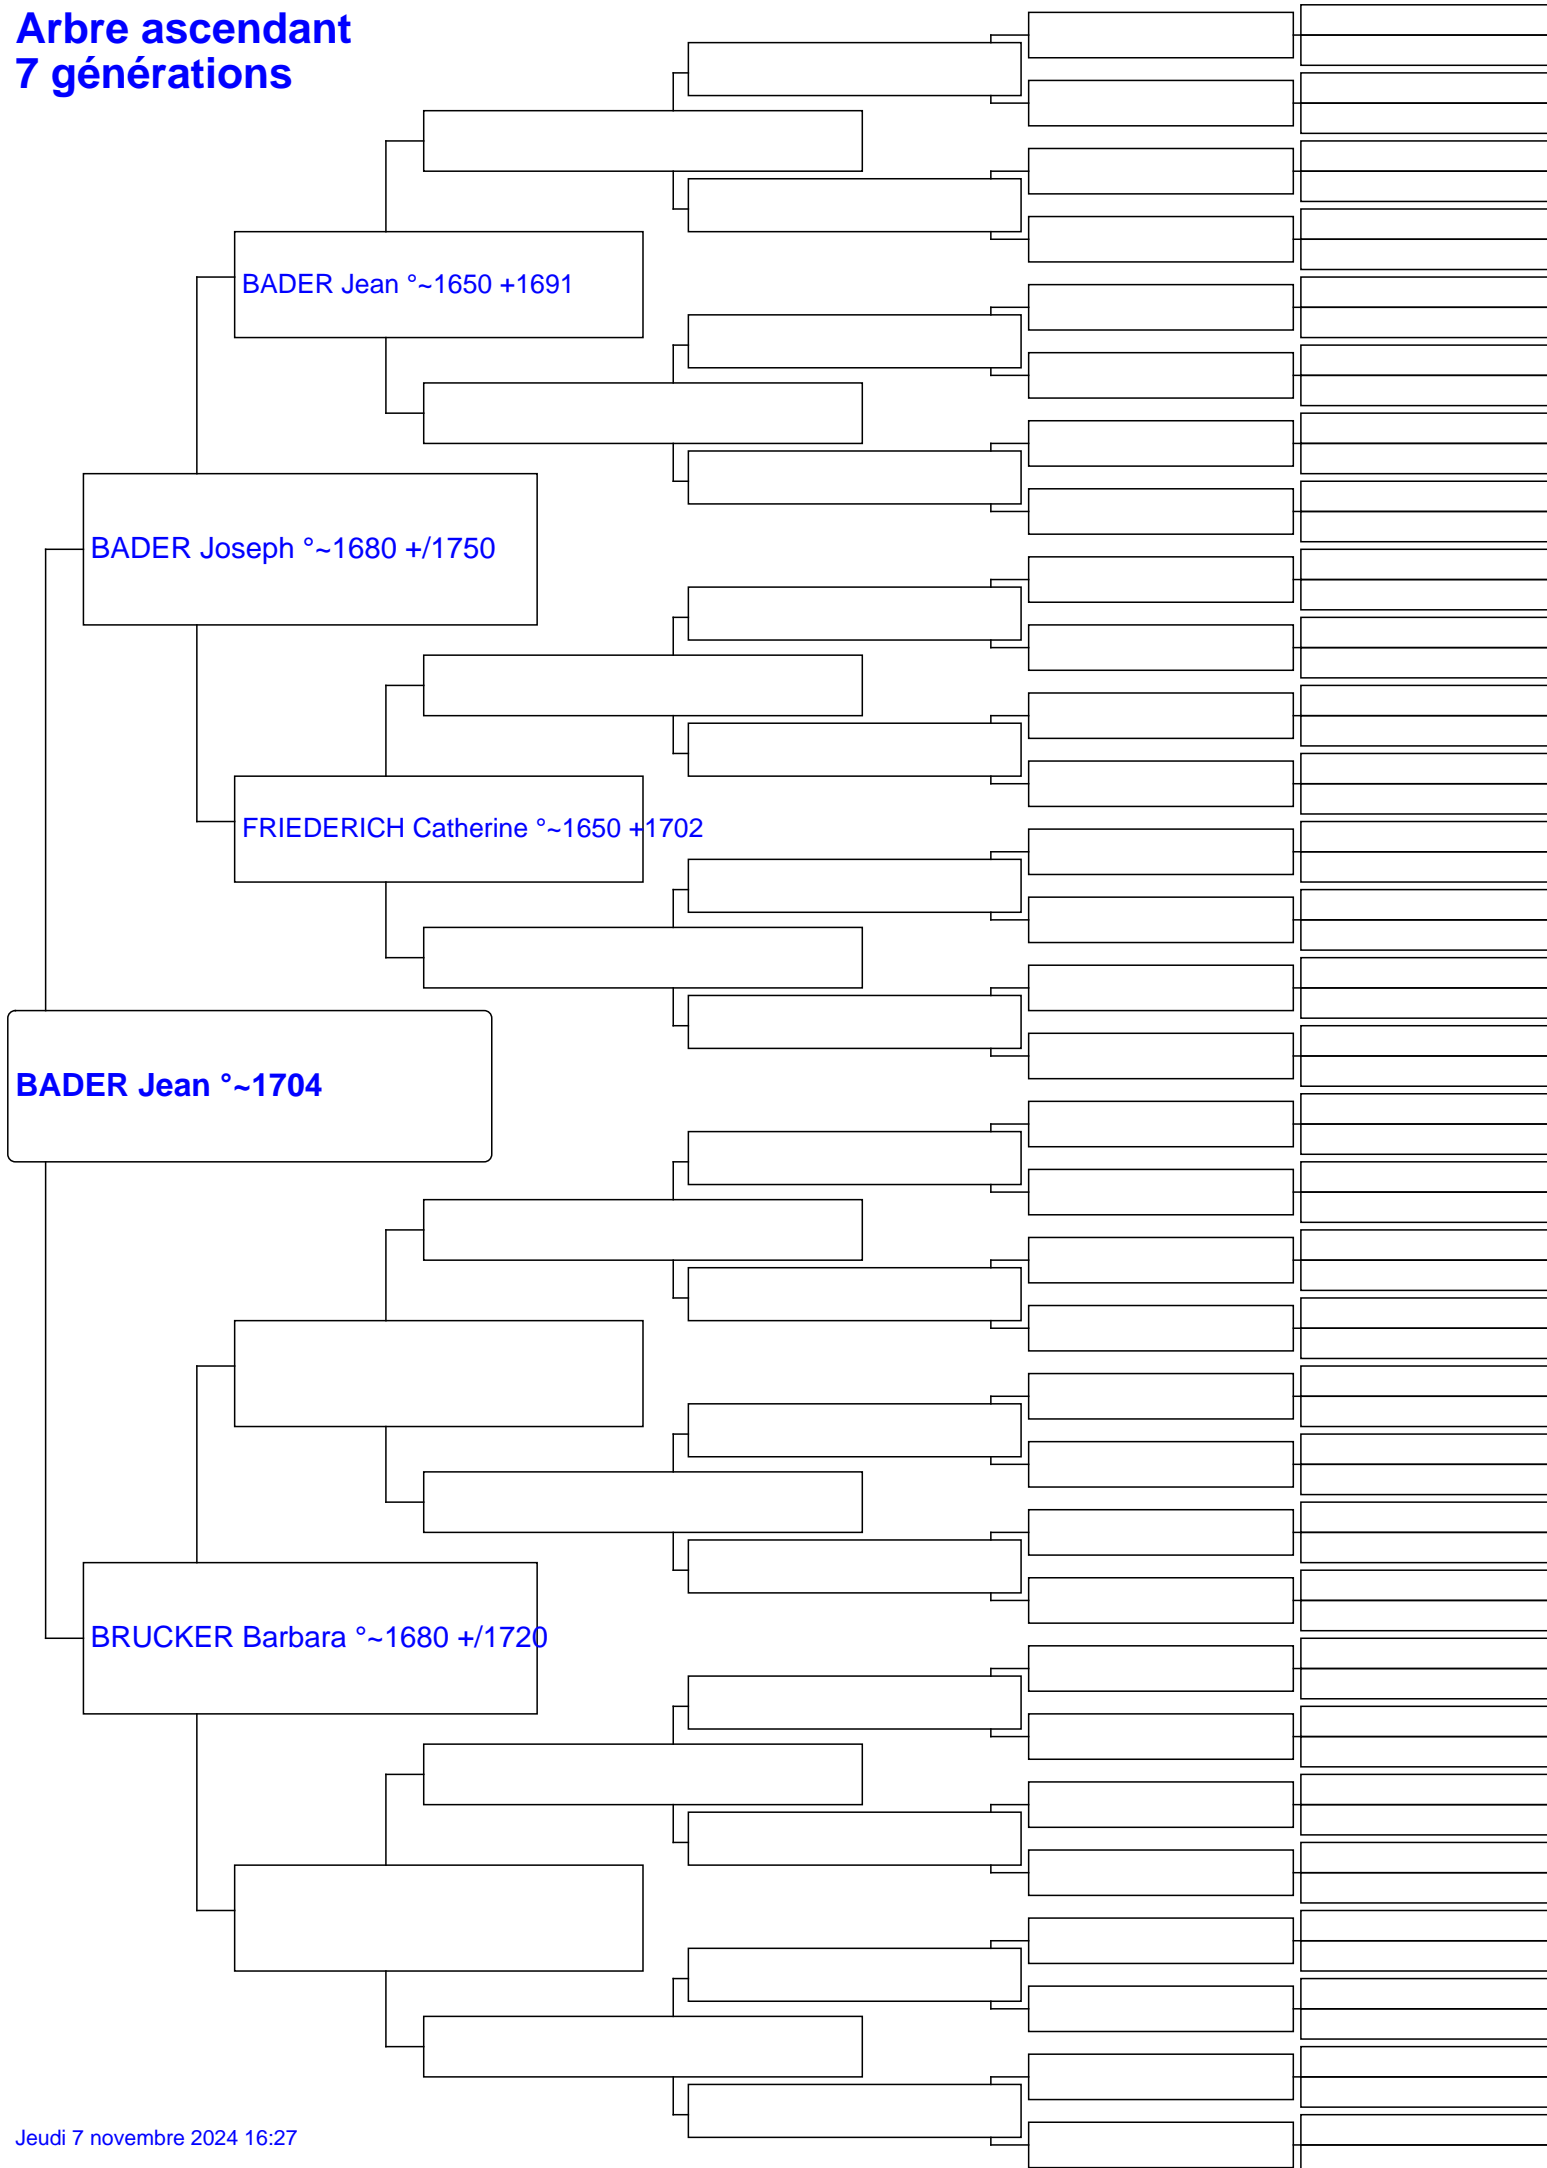 Arbre ascendant
7 générations
BADER Jean °~1650 +1691
BADER Joseph °~1680 +/1750
FRIEDERICH Catherine °~1650 +1702
BADER Jean °~1704
BRUCKER Barbara °~1680 +/1720
Jeudi 7 novembre 2024 16:27